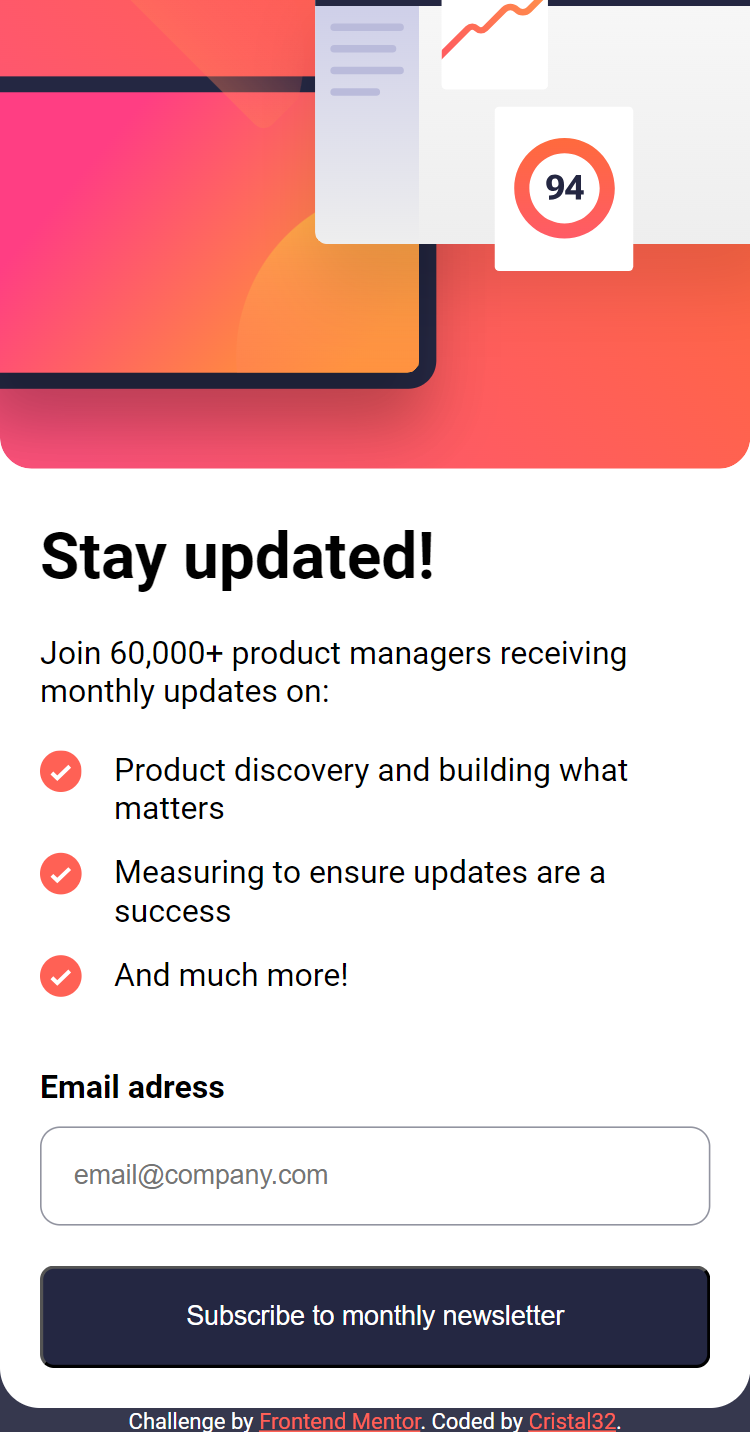 94
Stay updated!
Join 60,000+ product managers receiving
monthly updates on:
Product discovery and building what
matters
Measuring to ensure updates are a
success
And much more!
Email adress
email@company.com
Subscribe to monthly newsletter
Challenge by Frontend Mentor. Coded by Cristal32.